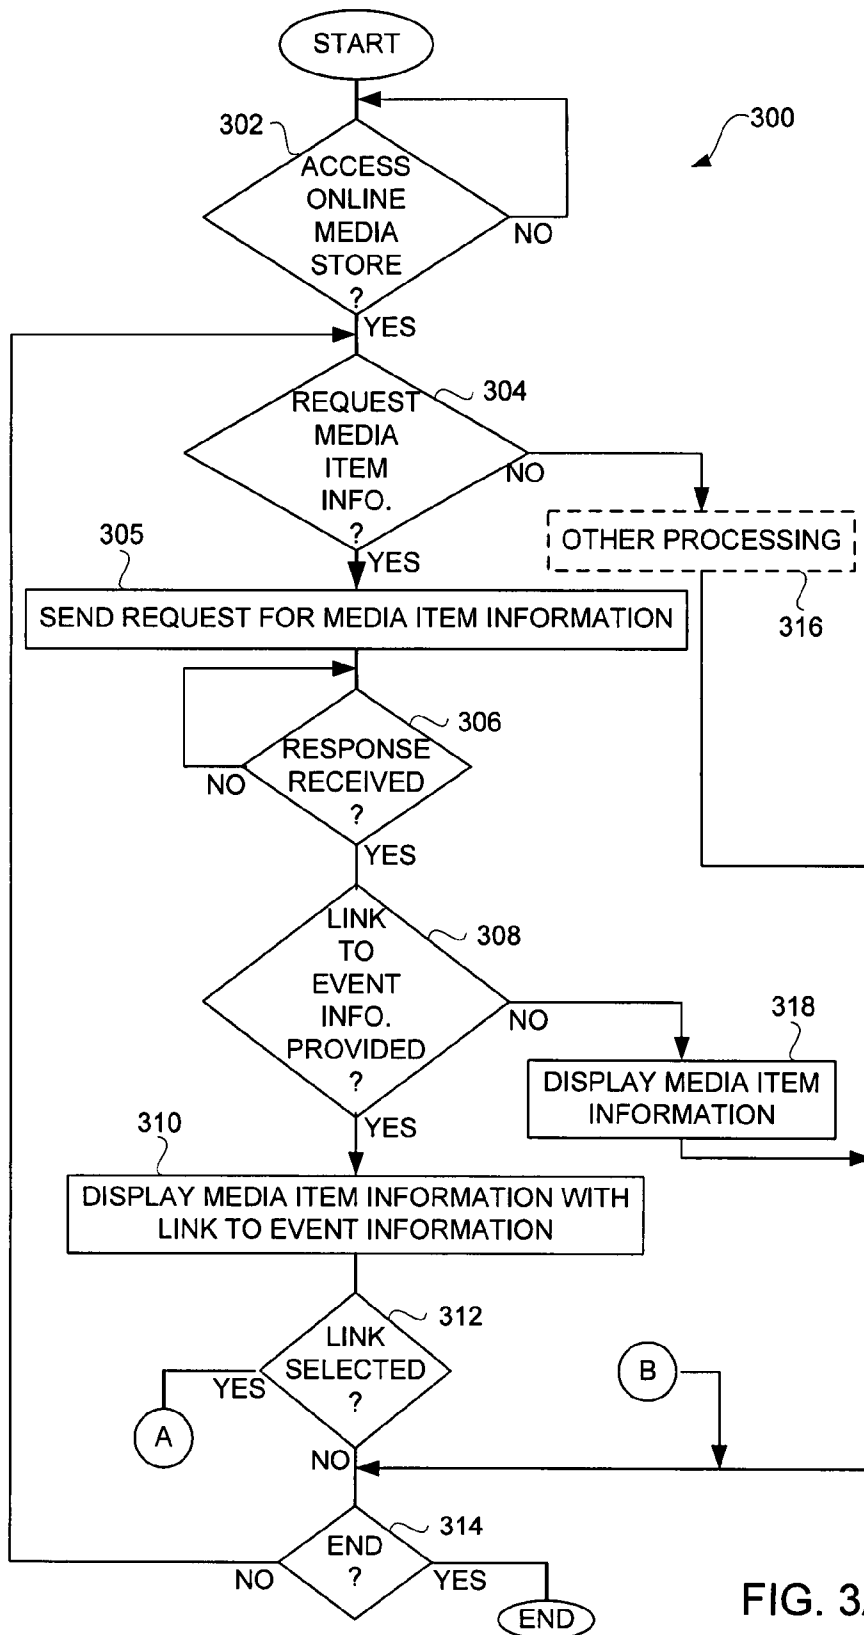 START
302
300
ACCESS
ONLINE
MEDIA
STORE
?
NO
YES
304
REQUEST
MEDIA
ITEM
INFO.
?
NO
YES
305
OTHER PROCESSING
316
SEND REQUEST FOR MEDIA ITEM INFORMATION
306
RESPONSE
RECEIVED
?
NO
YES
308
LINK
TO
EVENT
INFO.
PROVIDED
?
NO
YES
318
DISPLAY MEDIA ITEM
INFORMATION
310
DISPLAY MEDIA ITEM INFORMATION WITH
LINK TO EVENT INFORMATION
312
LINK
SELECTED
?
YES
A
B
NO
314
END
?
NO
YES
END
FIG. 3A